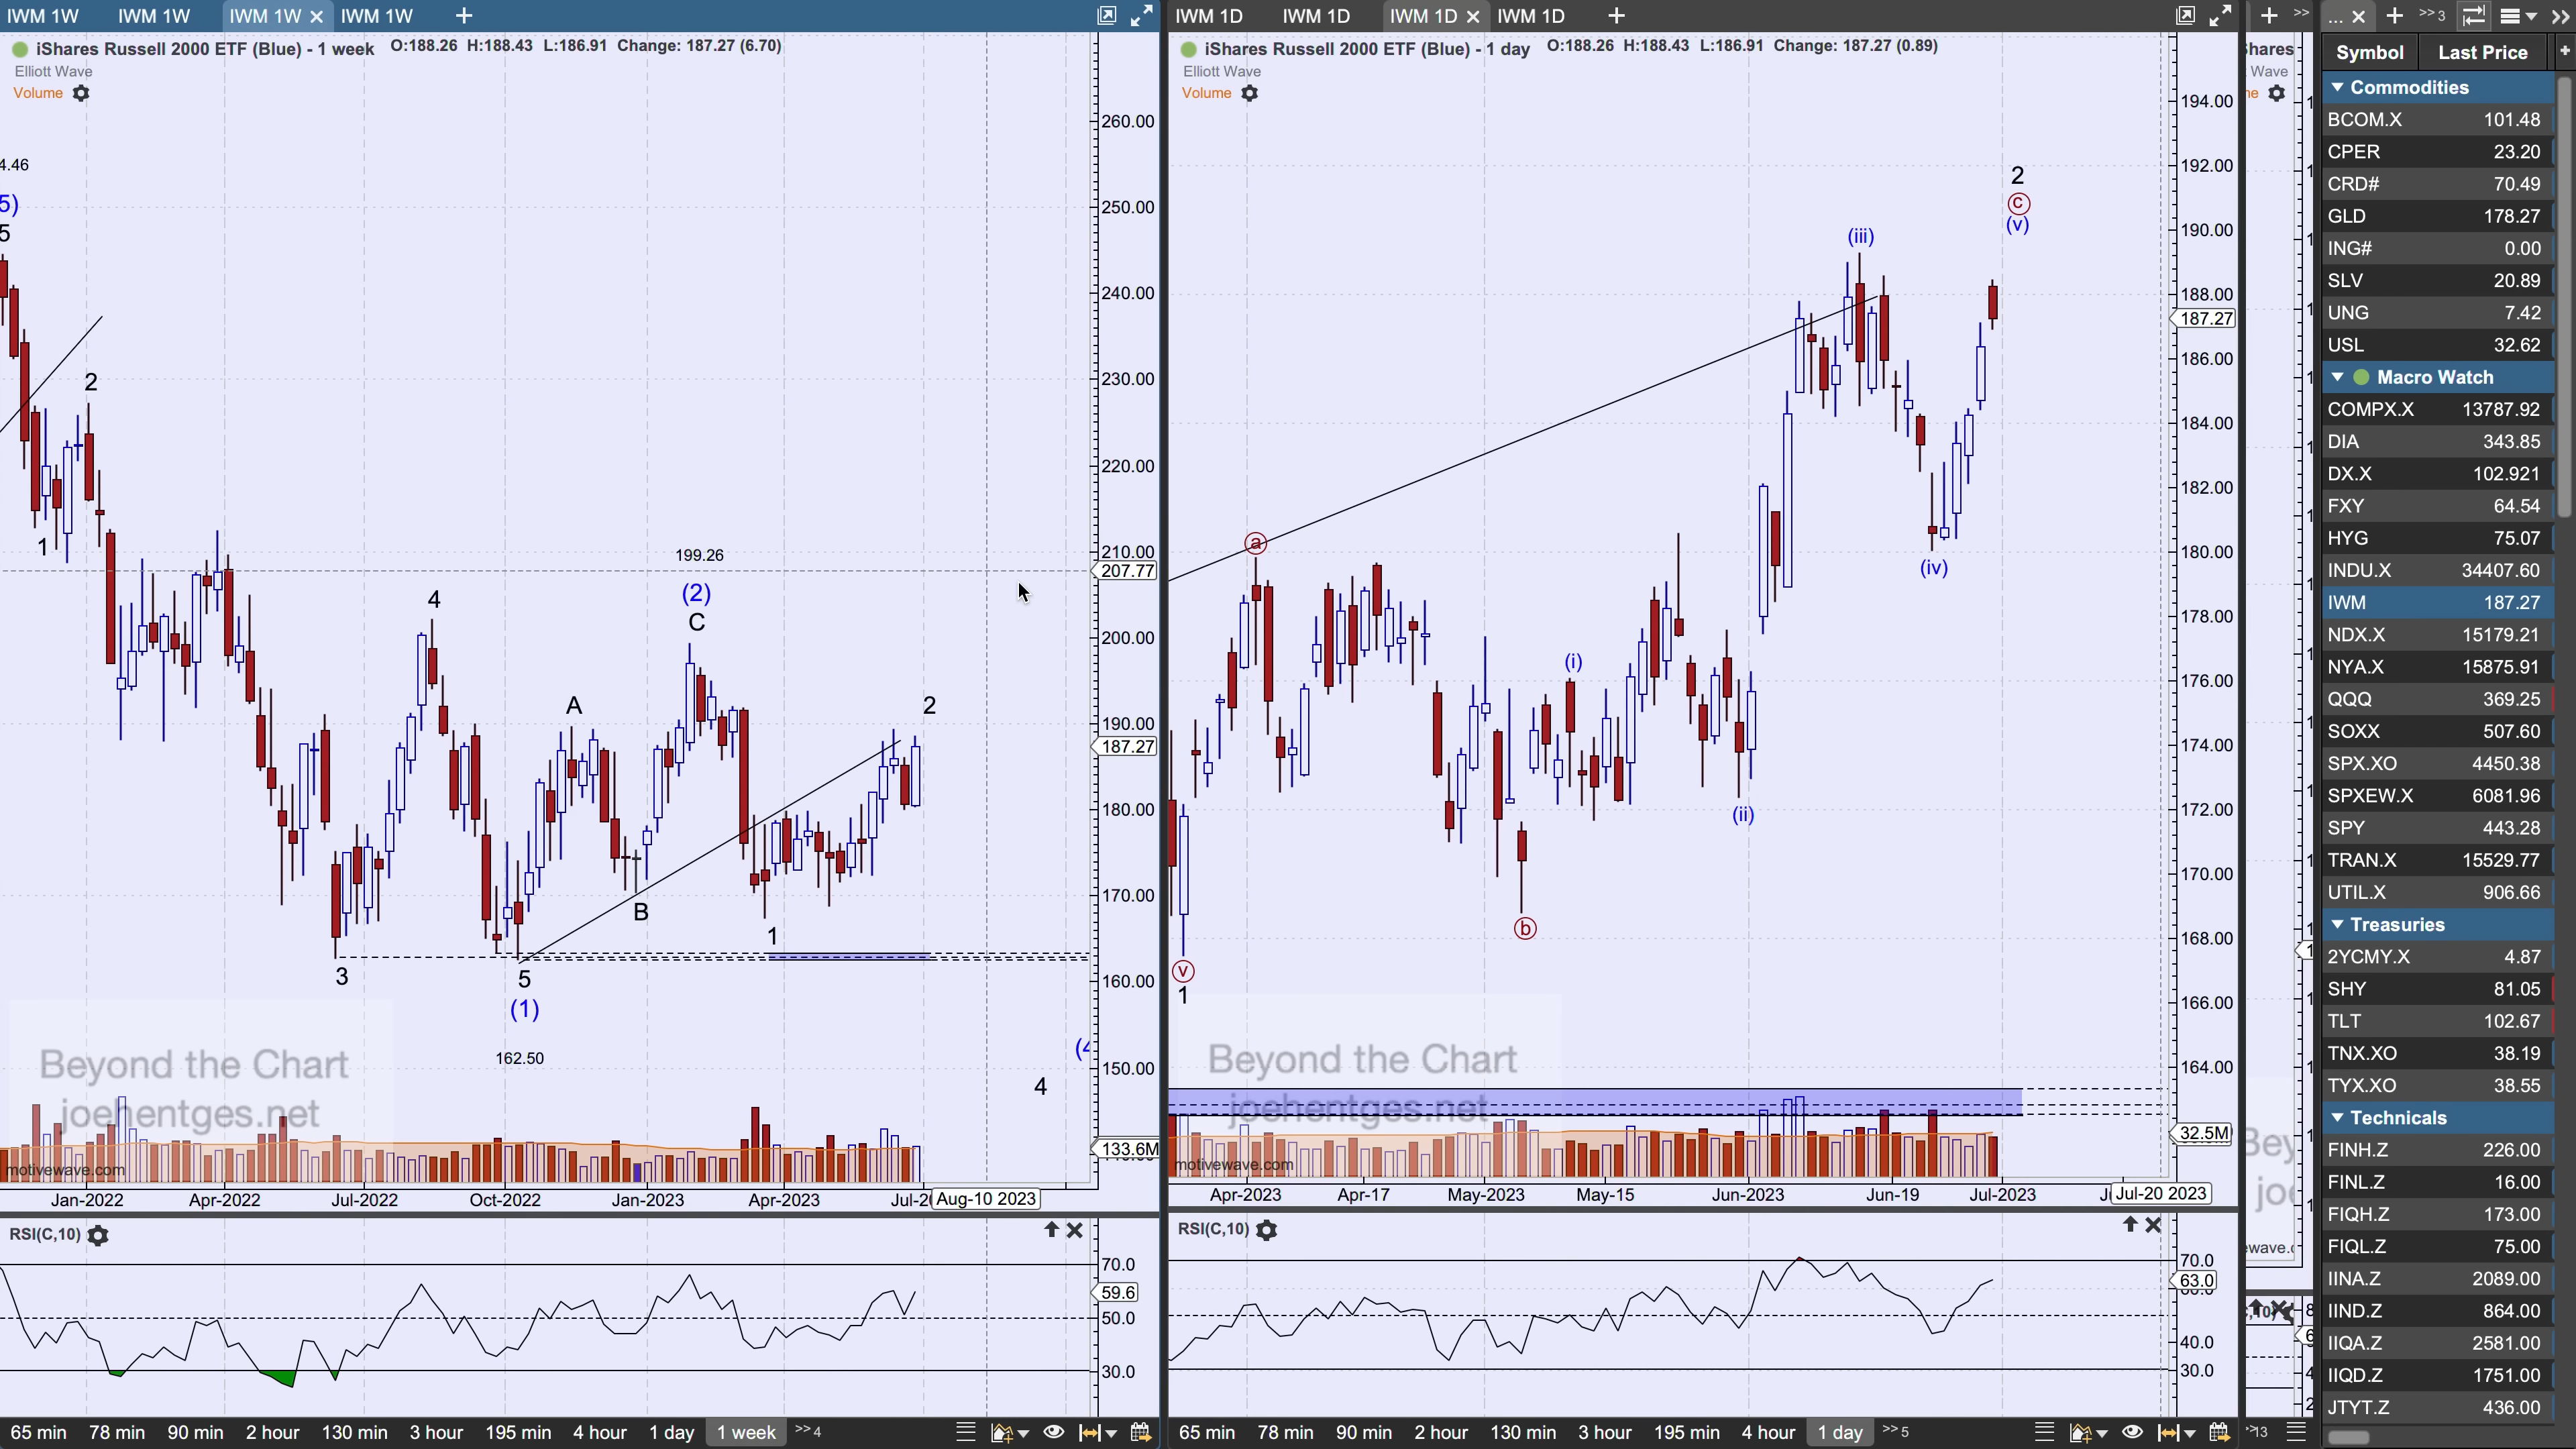 IWM 1W IWM 1W IWM 1W × IWM 1W +
iShares Russell 2000 ETF (Blue) - 1 week O:188.26 H:188.43 L:186.91 Change: 187.27 (6.70)
Elliott Wave
Volume
4.46
5)
5
2
1
3
4
5
(1)
162.50
A
B
199.26
(2)
C
1
2
(4
4
260.00
250.00
240.00
230.00
220.00
210.00
207.77
200.00
190.00
187.27
180.00
170.00
160.00
150.00
133.6M
Beyond the Chart
joehentges.net
motivewave.com
Jan-2022 Apr-2022 Jul-2022 Oct-2022 Jan-2023 Apr-2023 Jul-2 Aug-10 2023
RSI(C,10)
70.0
59.6
50.0
30.0
65 min 78 min 90 min 2 hour 130 min 3 hour 195 min 4 hour 1 day 1 week >>4
IWM 1D IWM 1D IWM 1D × IWM 1D +
iShares Russell 2000 ETF (Blue) - 1 day O:188.26 H:188.43 L:186.91 Change: 187.27 (0.89)
Elliott Wave
Volume
v
1
a
b
(i)
(ii)
(iii)
(iv)
2
c
(v)
194.00
192.00
190.00
188.00
187.27
186.00
184.00
182.00
180.00
178.00
176.00
174.00
172.00
170.00
168.00
166.00
164.00
32.5M
Beyond the Chart
joehentges.net
motivewave.com
Apr-2023 Apr-17 May-2023 May-15 Jun-2023 Jun-19 Jul-2023 Jul-20 2023
RSI(C,10)
70.0
63.0
40.0
30.0
65 min 78 min 90 min 2 hour 130 min 3 hour 195 min 4 hour 1 day >>5
+ >>
hares
Wave
ne
Bey
joe
wave.c
>>13
... × + >>3
Symbol Last Price +
Commodities
BCOM.X 101.48
CPER 23.20
CRD# 70.49
GLD 178.27
ING# 0.00
SLV 20.89
UNG 7.42
USL 32.62
Macro Watch
COMPX.X 13787.92
DIA 343.85
DX.X 102.921
FXY 64.54
HYG 75.07
INDU.X 34407.60
IWM 187.27
NDX.X 15179.21
NYA.X 15875.91
QQQ 369.25
SOXX 507.60
SPX.XO 4450.38
SPXEW.X 6081.96
SPY 443.28
TRAN.X 15529.77
UTIL.X 906.66
Treasuries
2YCMY.X 4.87
SHY 81.05
TLT 102.67
TNX.XO 38.19
TYX.XO 38.55
Technicals
FINH.Z 226.00
FINL.Z 16.00
FIQH.Z 173.00
FIQL.Z 75.00
IINA.Z 2089.00
IIND.Z 864.00
IIQA.Z 2581.00
IIQD.Z 1751.00
JTYT.Z 436.00